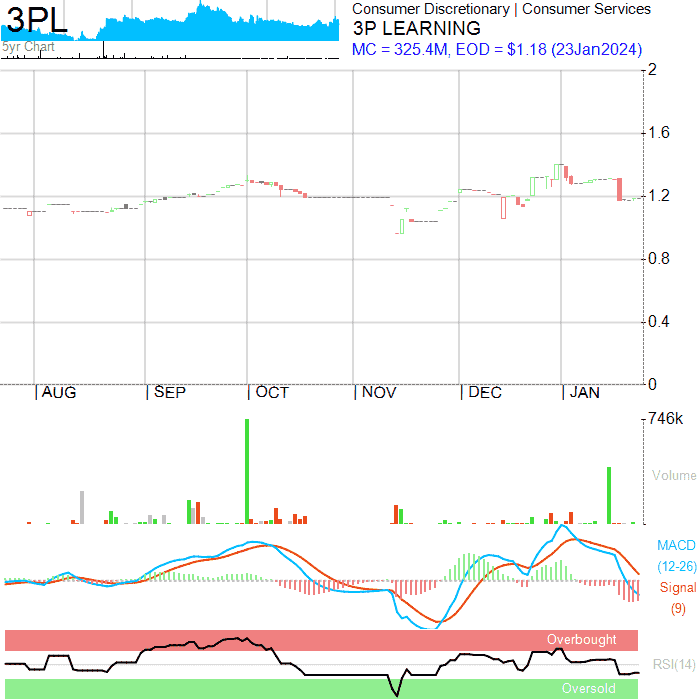 3PL
5yr Chart
Consumer Discretionary | Consumer Services
3P LEARNING
MC = 325.4M, EOD = $1.18 (23Jan2024)
2
1.6
1.2
0.8
0.4
0
AUG
SEP
OCT
NOV
DEC
JAN
746k
Volume
MACD
(12-26)
Signal
(9)
Overbought
RSI(14)
Oversold